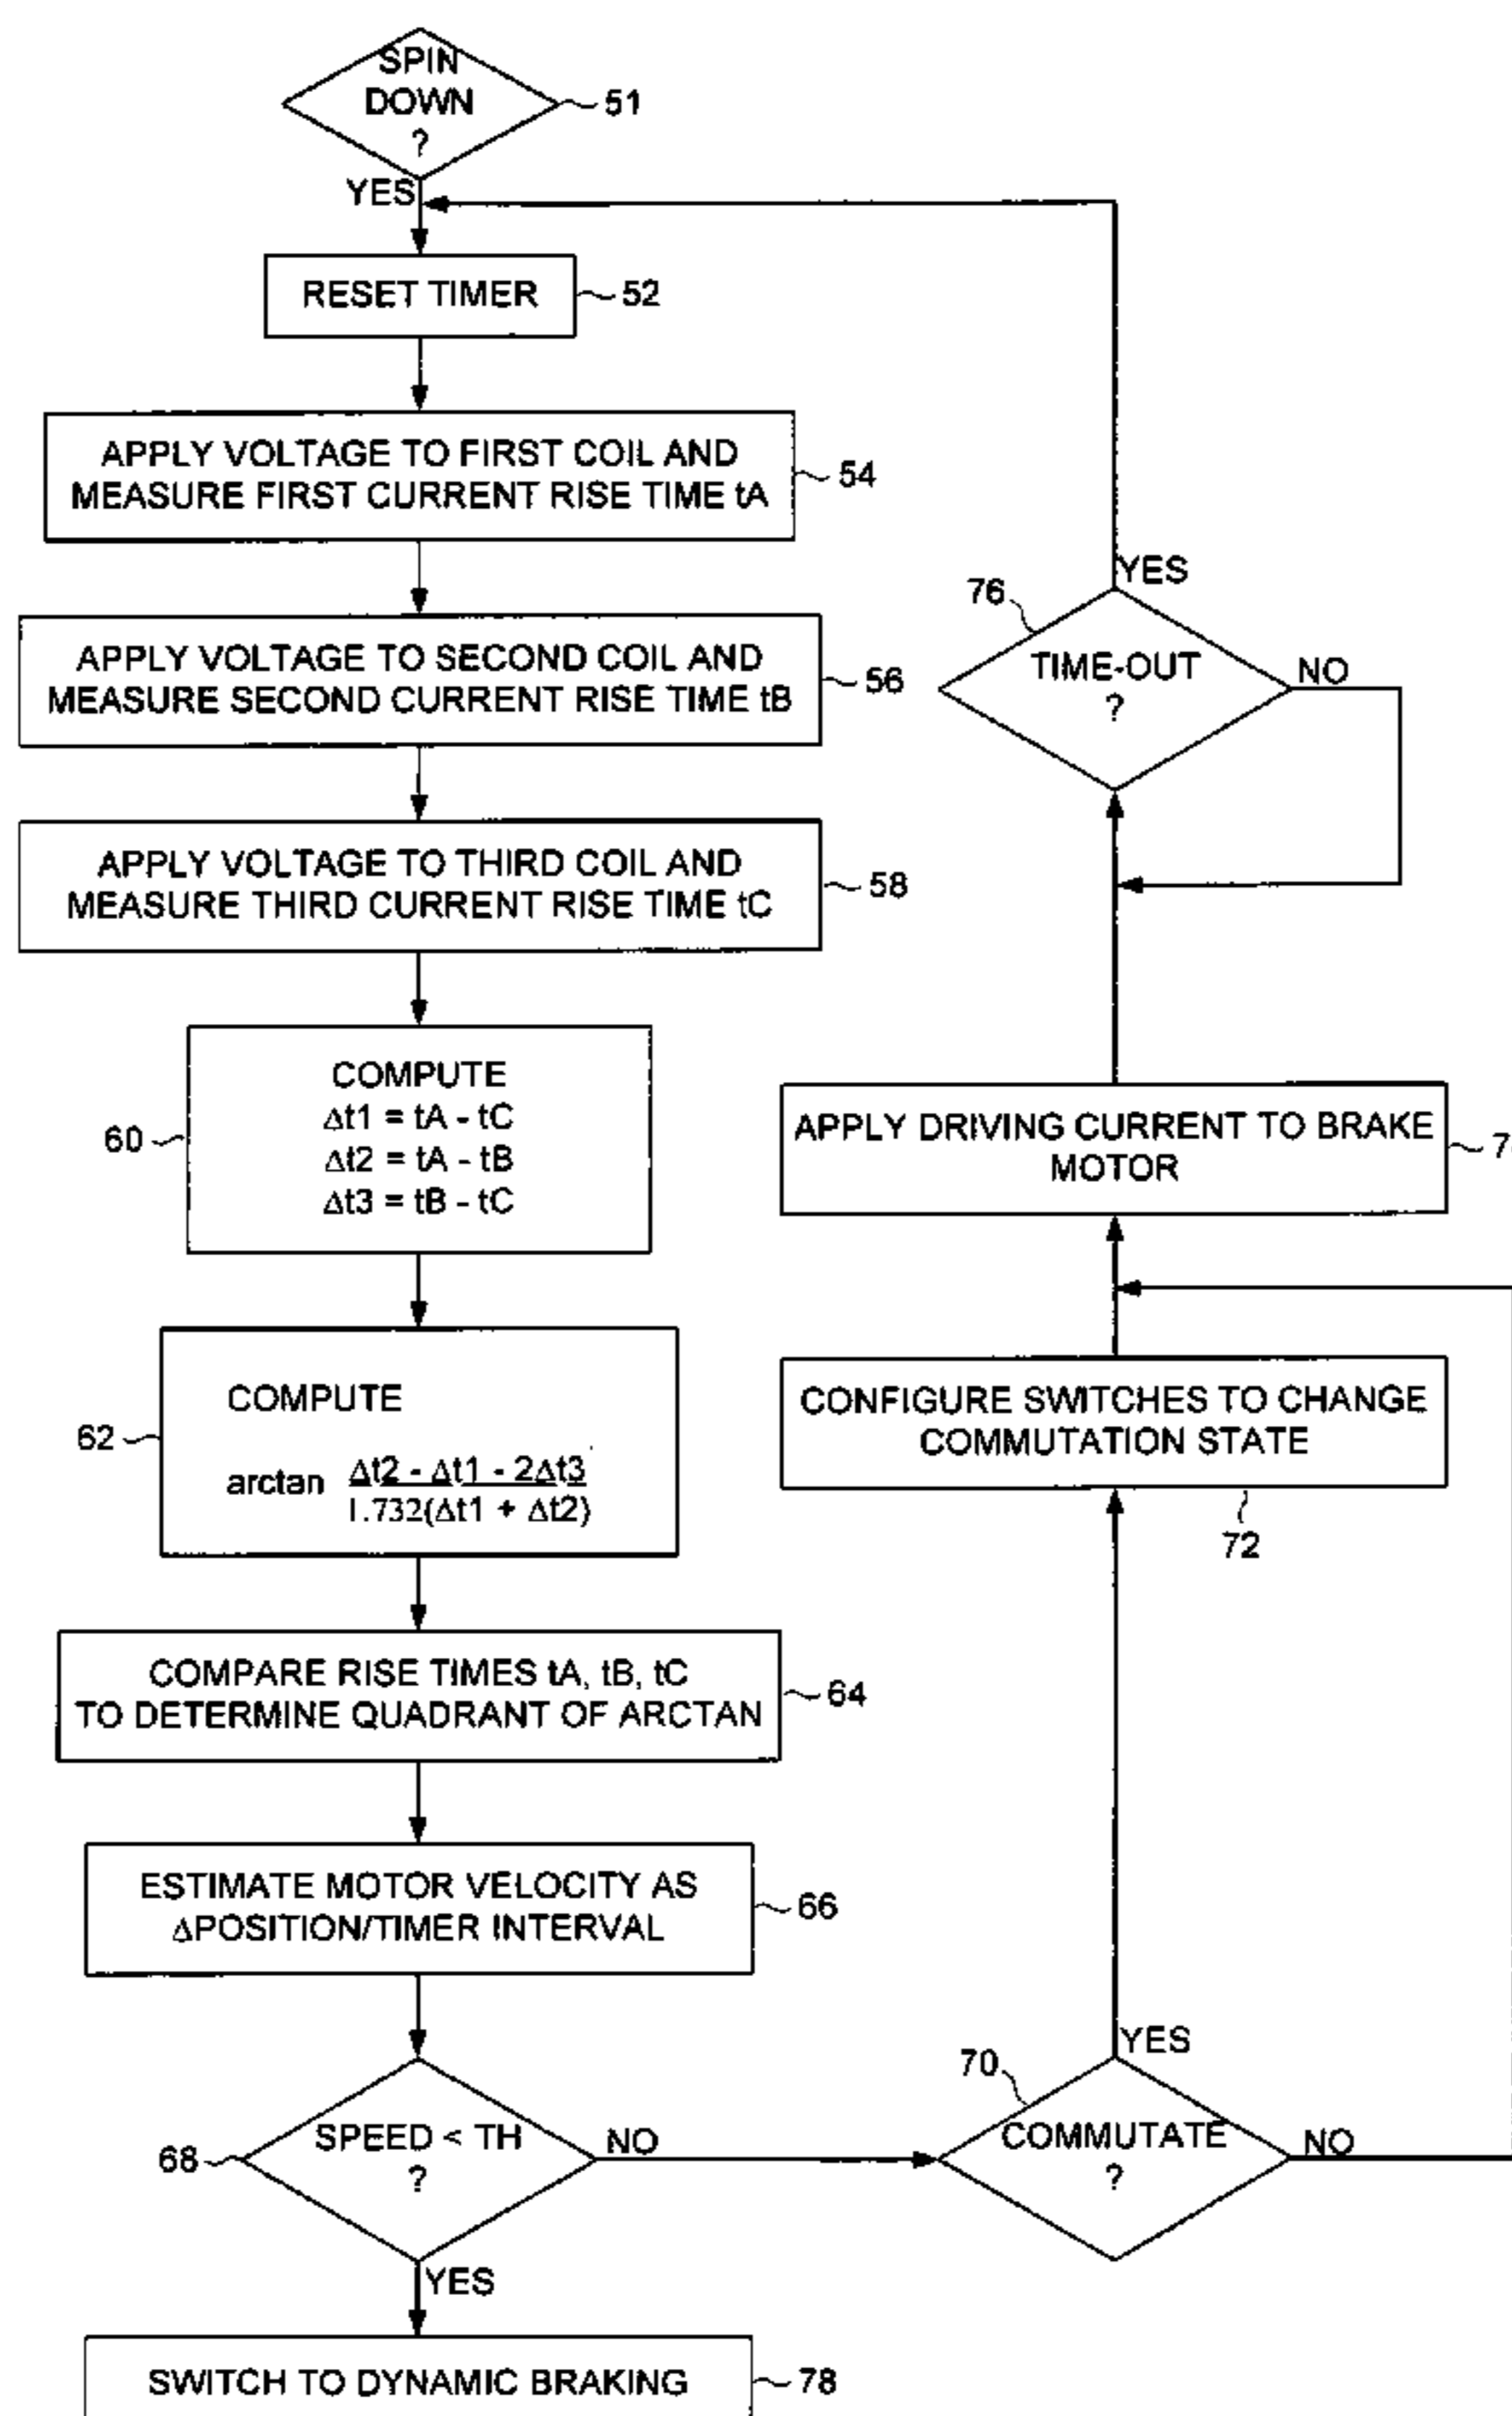 SPIN
DOWN
?
51
YES
RESET TIMER
52
APPLY VOLTAGE TO FIRST COIL AND
MEASURE FIRST CURRENT RISE TIME tA
54
APPLY VOLTAGE TO SECOND COIL AND
MEASURE SECOND CURRENT RISE TIME tB
56
APPLY VOLTAGE TO THIRD COIL AND
MEASURE THIRD CURRENT RISE TIME tC
58
COMPUTE
Δt1 = tA - tC
Δt2 = tA - tB
Δt3 = tB - tC
60
COMPUTE
arctan Δt2 - Δt1 - 2Δt3
1.732(Δt1 + Δt2)
62
COMPARE RISE TIMES tA, tB, tC
TO DETERMINE QUADRANT OF ARCTAN
64
ESTIMATE MOTOR VELOCITY AS
ΔPOSITION/TIMER INTERVAL
66
SPEED < TH
?
68
NO
YES
SWITCH TO DYNAMIC BRAKING
78
70
COMMUTATE
?
YES
NO
CONFIGURE SWITCHES TO CHANGE
COMMUTATION STATE
72
APPLY DRIVING CURRENT TO BRAKE
MOTOR
7
76
TIME-OUT
?
YES
NO